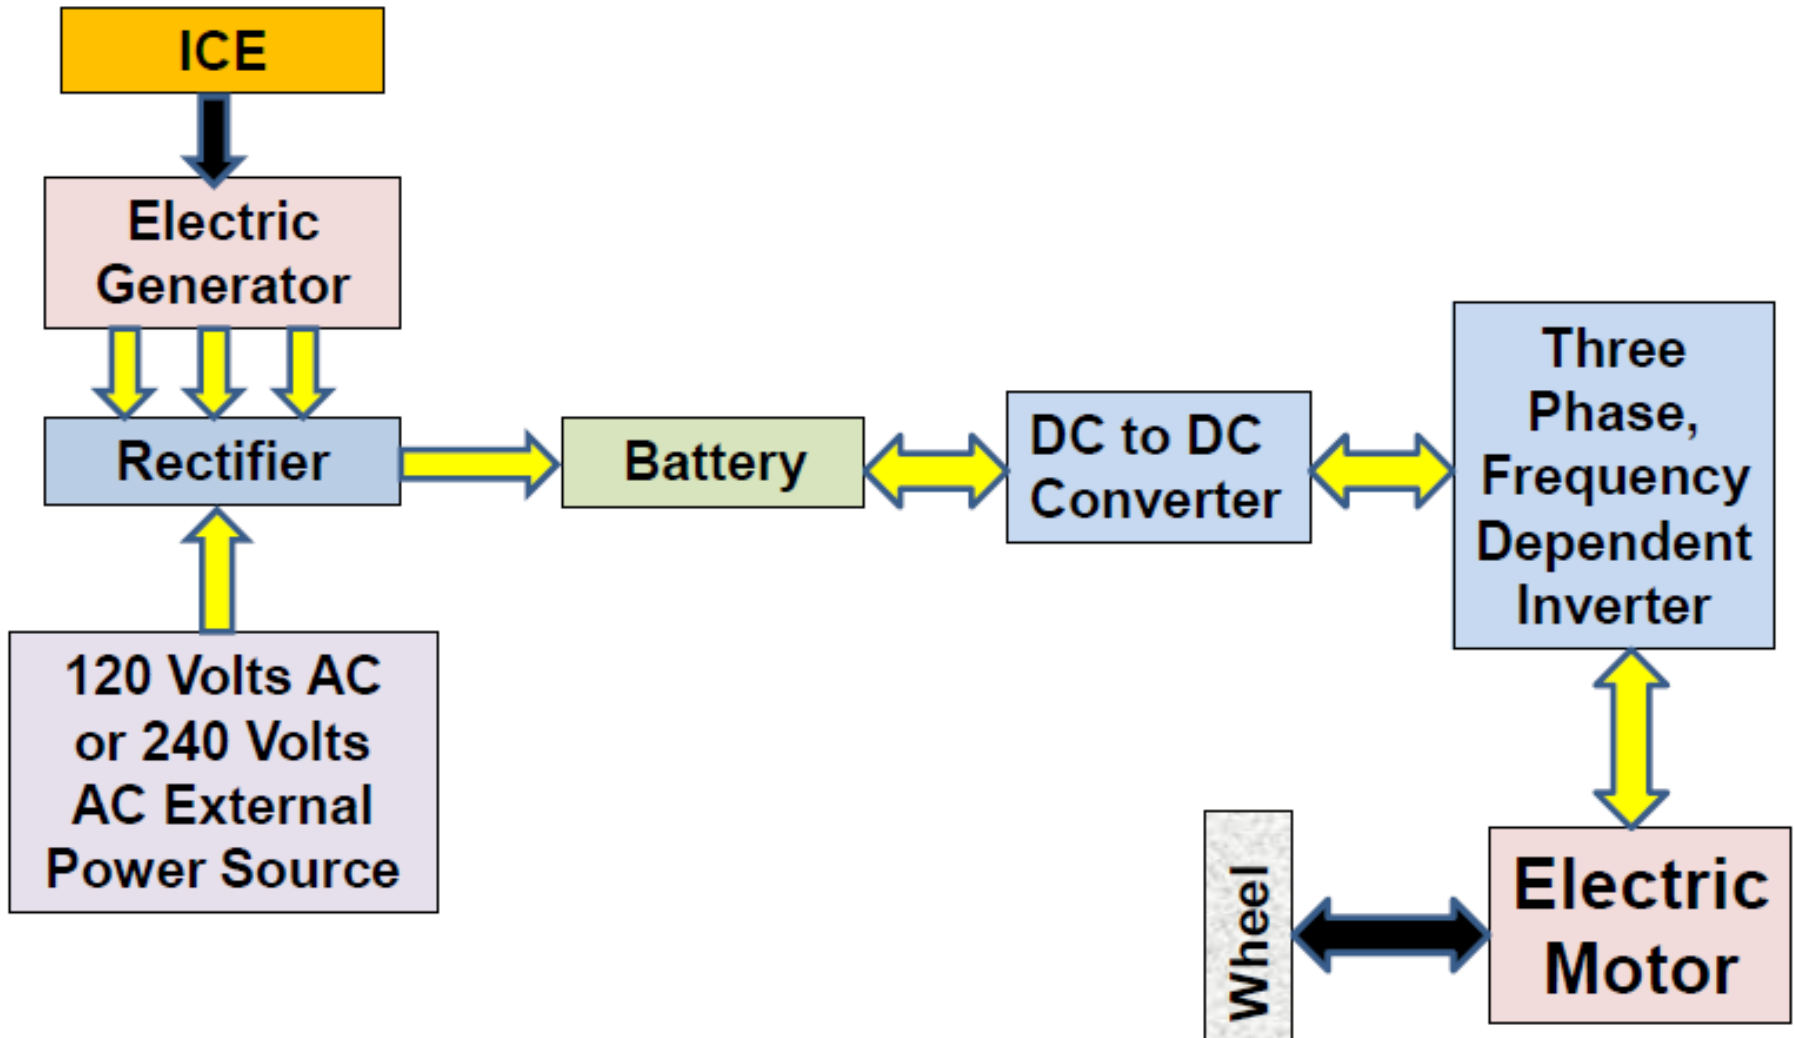 ICE
Electric
Generator
Rectifier
Battery
DC to DC
Converter
Three
Phase,
Frequency
Dependent
Inverter
120 Volts AC
or 240 Volts
AC External
Power Source
Wheel
Electric
Motor